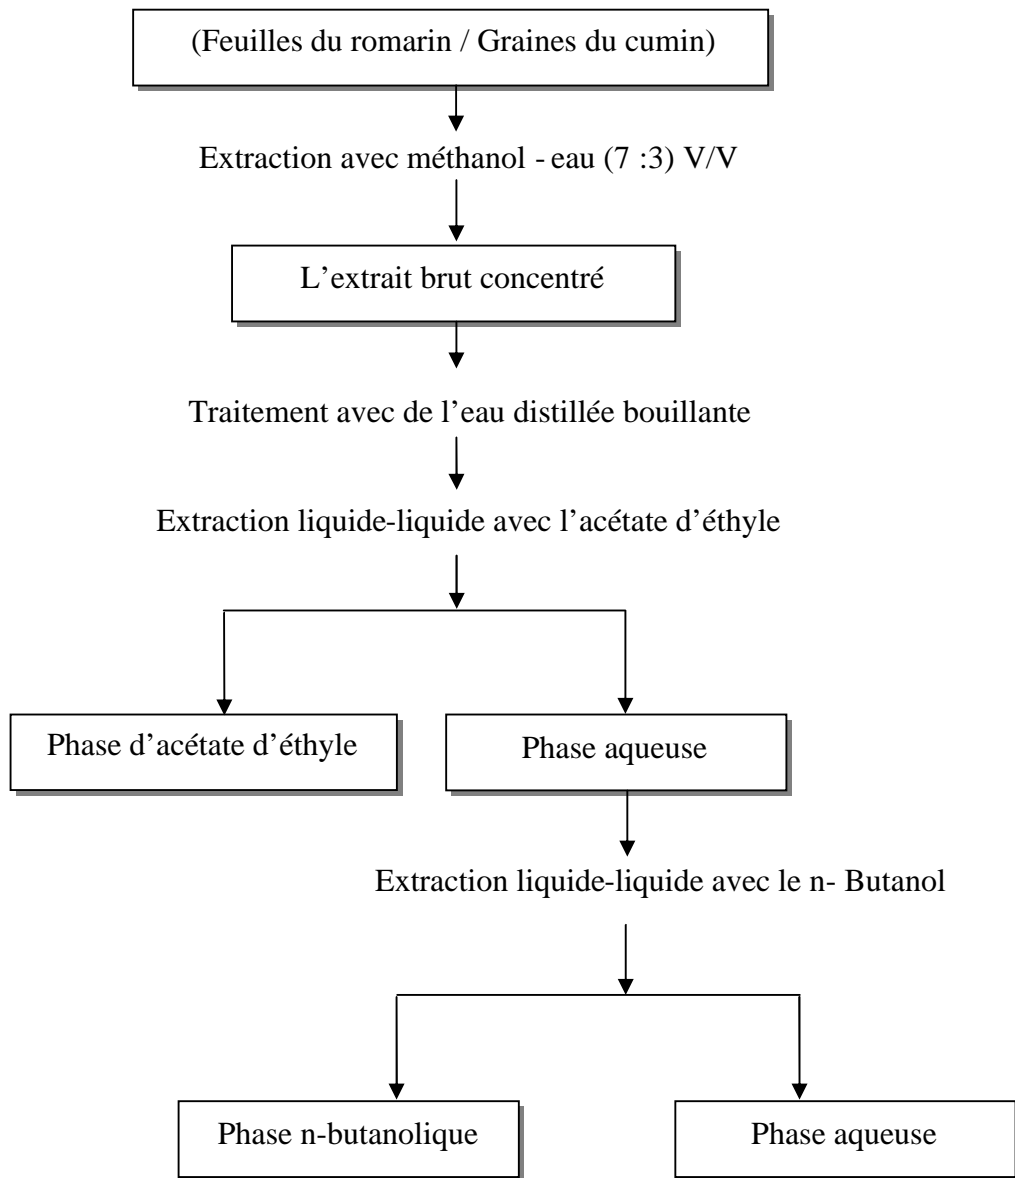 (Feuilles du romarin / Graines du cumin)
Extraction avec méthanol - eau (7 :3) V/V
L’extrait brut concentré
Traitement avec de l’eau distillée bouillante
Extraction liquide-liquide avec l’acétate d’éthyle
Phase d’acétate d’éthyle
Phase aqueuse
Extraction liquide-liquide avec le n- Butanol
Phase n-butanolique
Phase aqueuse